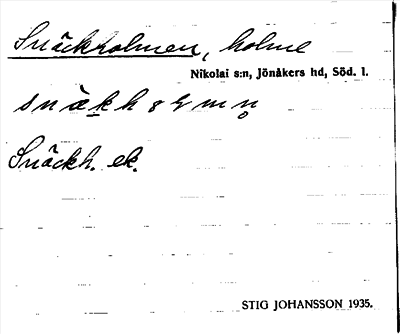 Snäckholmen, holme
Nikolai s:n, Jönåkers hd, Söd. l.
Snäckh. ek.
STIG JOHANSSON 1935.